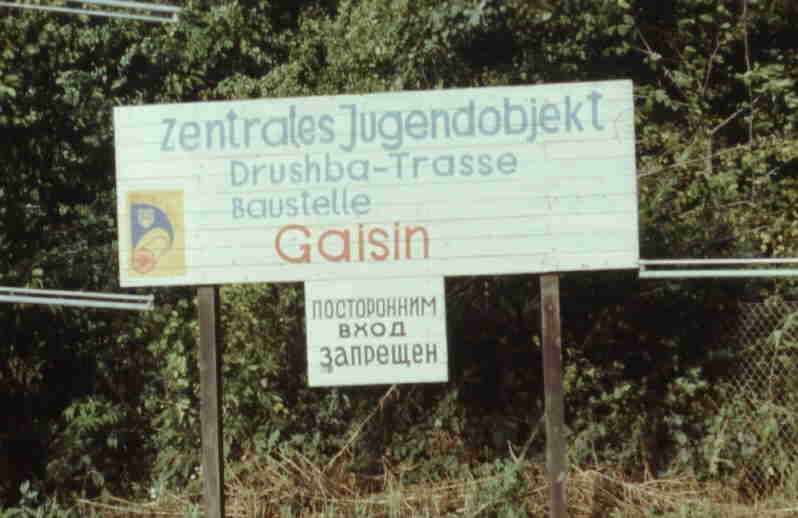 Zentrales Jugendobjekt
Drushba-Trasse
Baustelle
Gaisin
ПОСТОРОННИМ
ВХОД
ЗАПРЕЩЕН